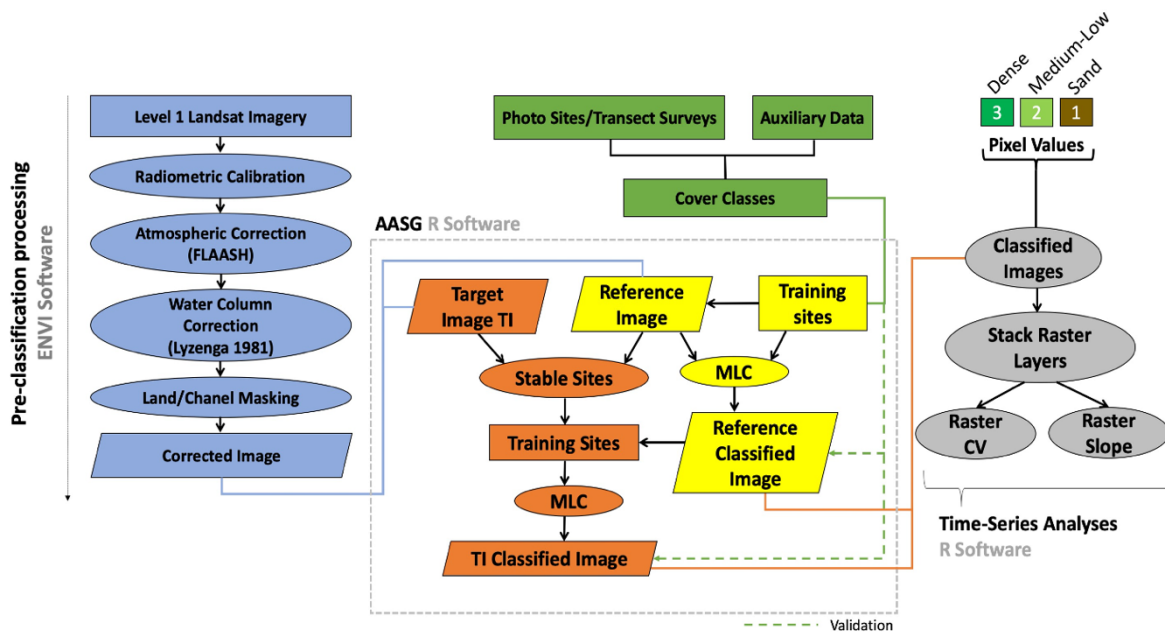 Pre-classification processing
ENVI Software
Level 1 Landsat Imagery
Radiometric Calibration
Atmospheric Correction
(FLAASH)
Water Column
Correction
(Lyzenga 1981)
Land/Chanel Masking
Corrected Image
Photo Sites/Transect Surveys
Auxiliary Data
Cover Classes
AASG R Software
Target
Image TI
Reference
Image
Training
sites
Stable Sites
MLC
Training Sites
Reference
Classified
Image
MLC
TI Classified Image
Validation
Dense
Medium-Low
Sand
3
2
1
Pixel Values
Classified
Images
Stack Raster
Layers
Raster
CV
Raster
Slope
Time-Series Analyses
R Software